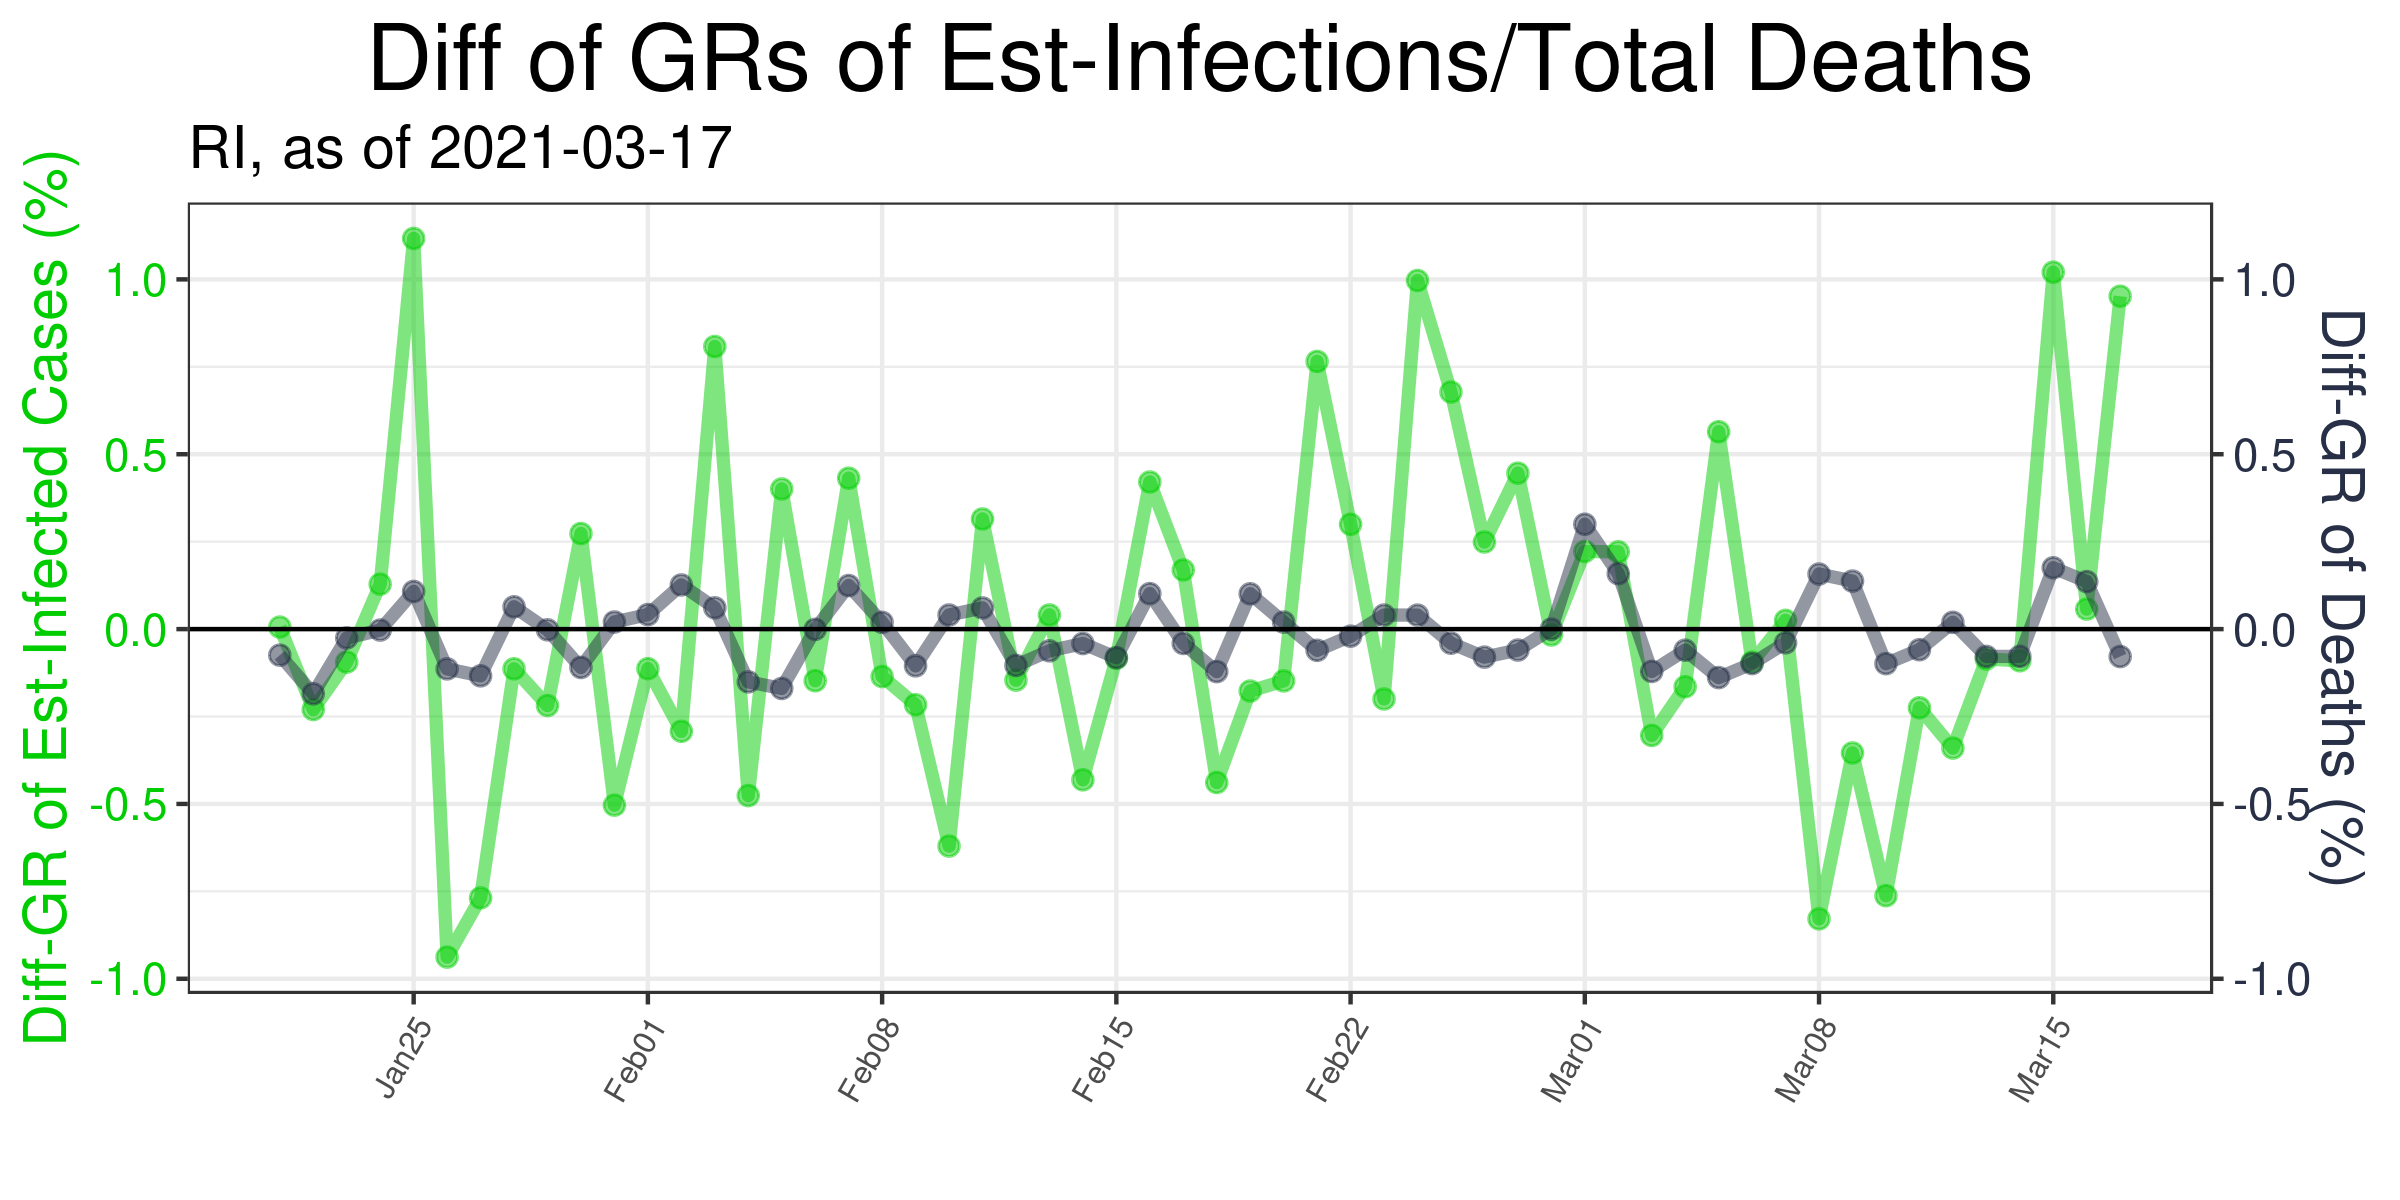 Diff of GRs of Est-Infections/Total Deaths
RI, as of 2021-03-17
Diff-GR of Est-Infected Cases (%)
1.0
0.5
0.0
-0.5
-1.0
1.0
0.5
0.0
-0.5
-1.0
Diff-GR of Deaths (%)
Jan25
Feb01
Feb08
Feb15
Feb22
Mar01
Mar08
Mar15